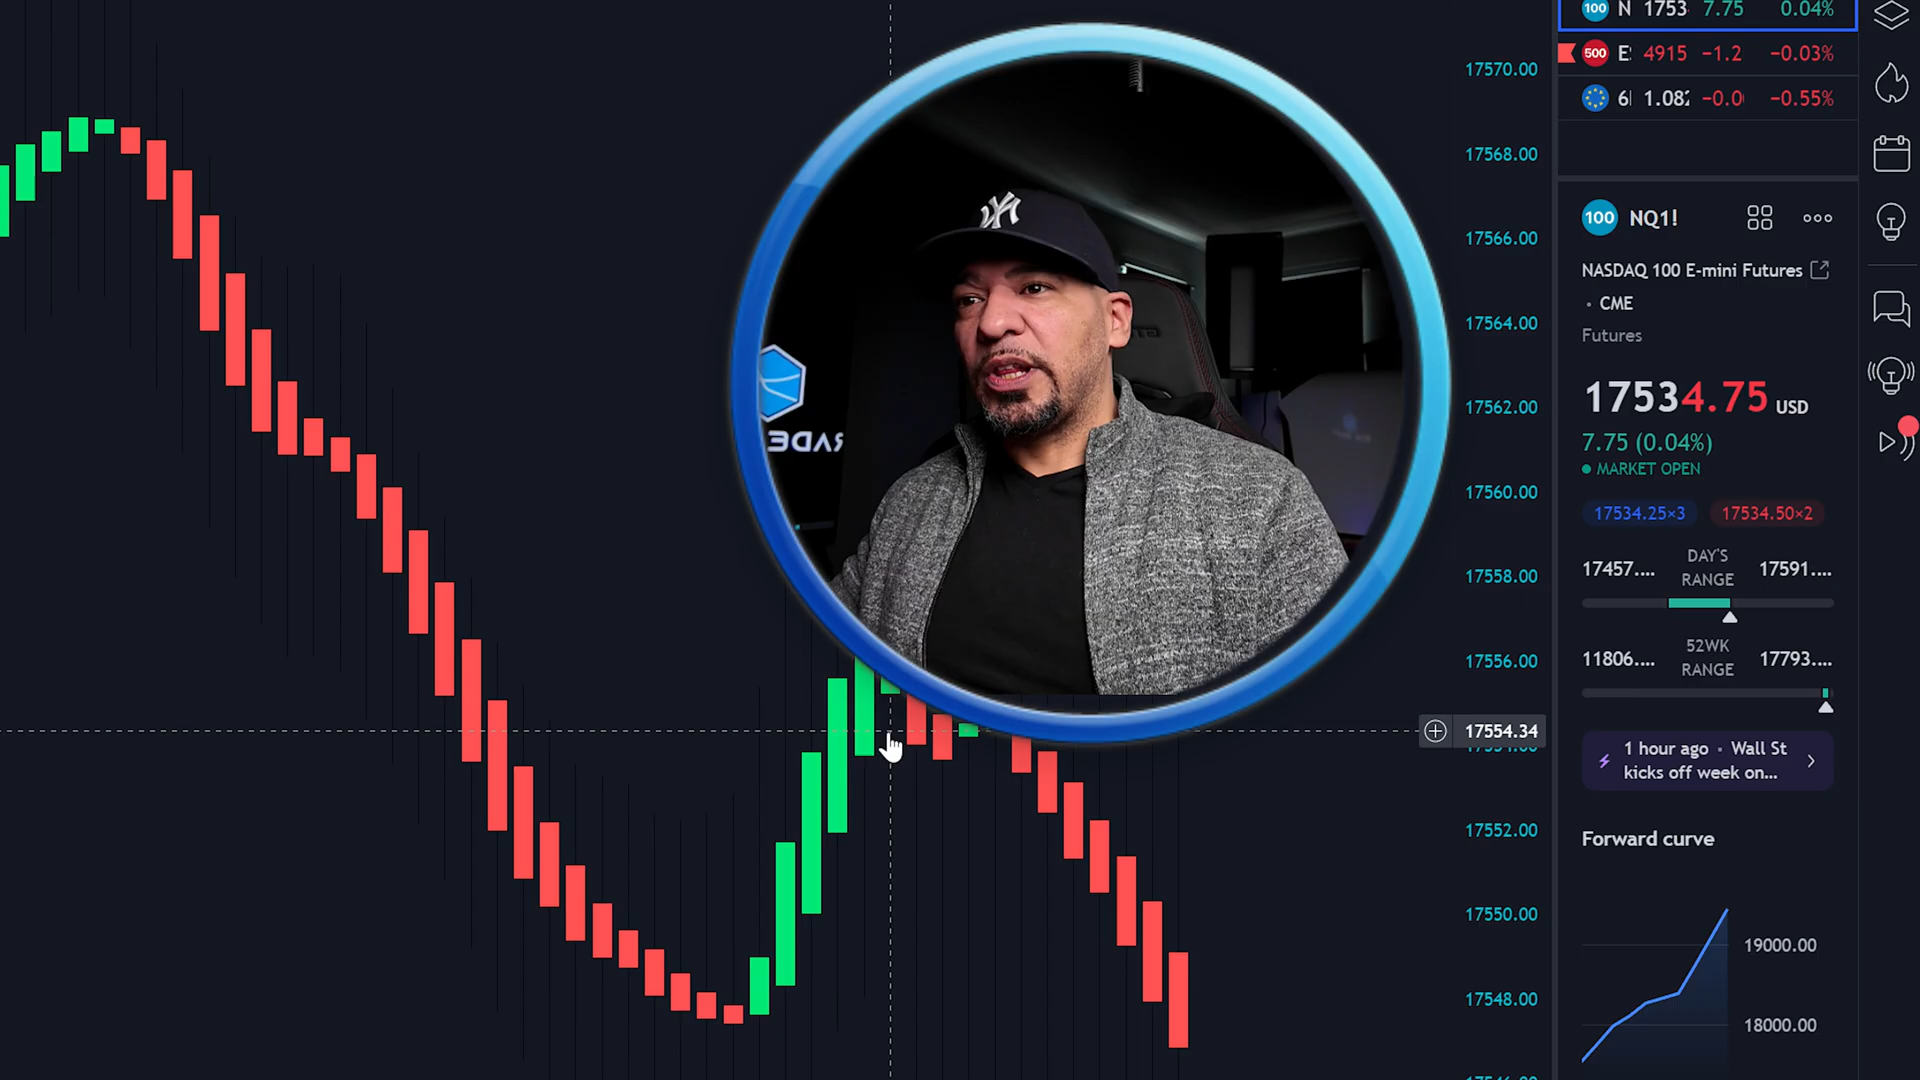 100 N 1753 7.75 0.04%
500 E 4915 −1.2 −0.03%
1.08 −0.0 −0.55%
17570.00
17568.00
17566.00
17564.00
17562.00
17560.00
17558.00
17556.00
17554.34
17552.00
17550.00
17548.00
100 NQ1!
NASDAQ 100 E-mini Futures
• CME
Futures
17534.75 USD
7.75 (0.04%)
MARKET OPEN
17534.25×3 17534.50×2
17457.... DAY'S RANGE 17591....
11806.... 52WK RANGE 17793....
1 hour ago • Wall St
kicks off week on...
Forward curve
19000.00
18000.00
NY